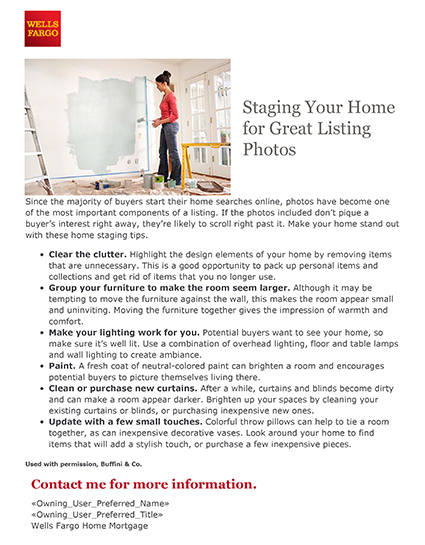 WELLS
FARGO
Staging Your Home
for Great Listing
Photos
Since the majority of buyers start their home searches online, photos have become one
of the most important components of a listing. If the photos included don't pique a
buyer's interest right away, they're likely to scroll right past it. Make your home stand out
with these home staging tips.
• Clear the clutter. Highlight the design elements of your home by removing items
that are unnecessary. This is a good opportunity to pack up personal items and
collections and get rid of items that you no longer use.
• Group your furniture to make the room seem larger. Although it may be
tempting to move the furniture against the wall, this makes the room appear small
and uninviting. Moving the furniture together gives the impression of warmth and
comfort.
• Make your lighting work for you. Potential buyers want to see your home, so
make sure it's well lit. Use a combination of overhead lighting, floor and table lamps
and wall lighting to create ambiance.
• Paint. A fresh coat of neutral-colored paint can brighten a room and encourages
potential buyers to picture themselves living there.
• Clean or purchase new curtains. After a while, curtains and blinds become dirty
and can make a room appear darker. Brighten up your spaces by cleaning your
existing curtains or blinds, or purchasing inexpensive new ones.
• Update with a few small touches. Colorful throw pillows can help to tie a room
together, as can inexpensive decorative vases. Look around your home to find
items that will add a stylish touch, or purchase a few inexpensive pieces.
Used with permission, Buffini & Co.
Contact me for more information.
«Owning_User_Preferred_Name»
«Owning_User_Preferred_Title»
Wells Fargo Home Mortgage